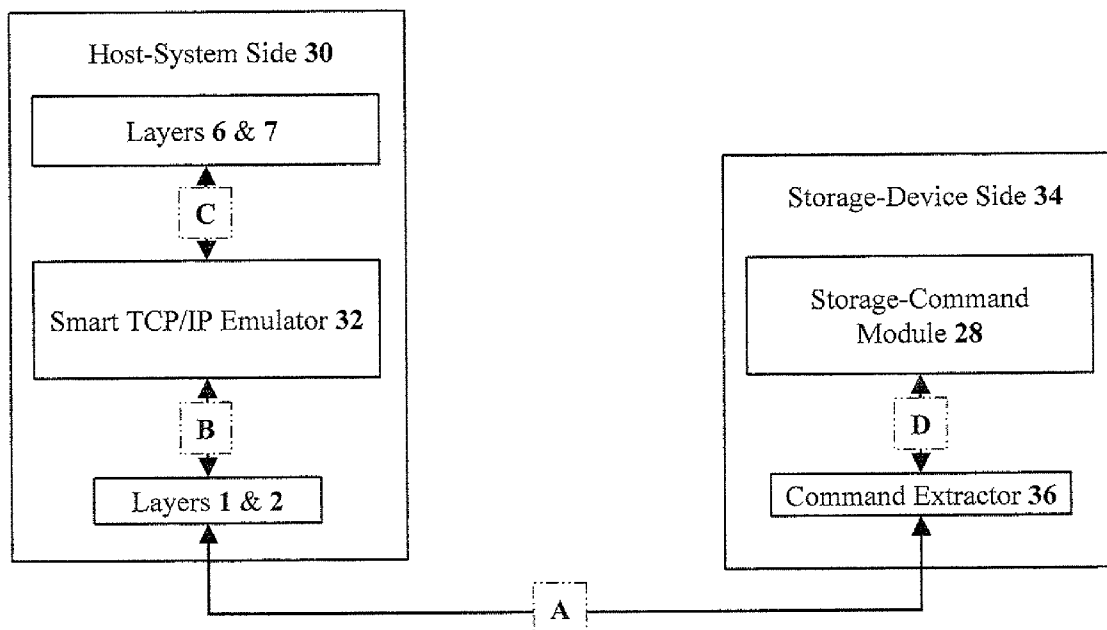 Host-System Side 30
Layers 6 & 7
C
Smart TCP/IP Emulator 32
B
Layers 1 & 2
Storage-Device Side 34
Storage-Command
Module 28
D
Command Extractor 36
A